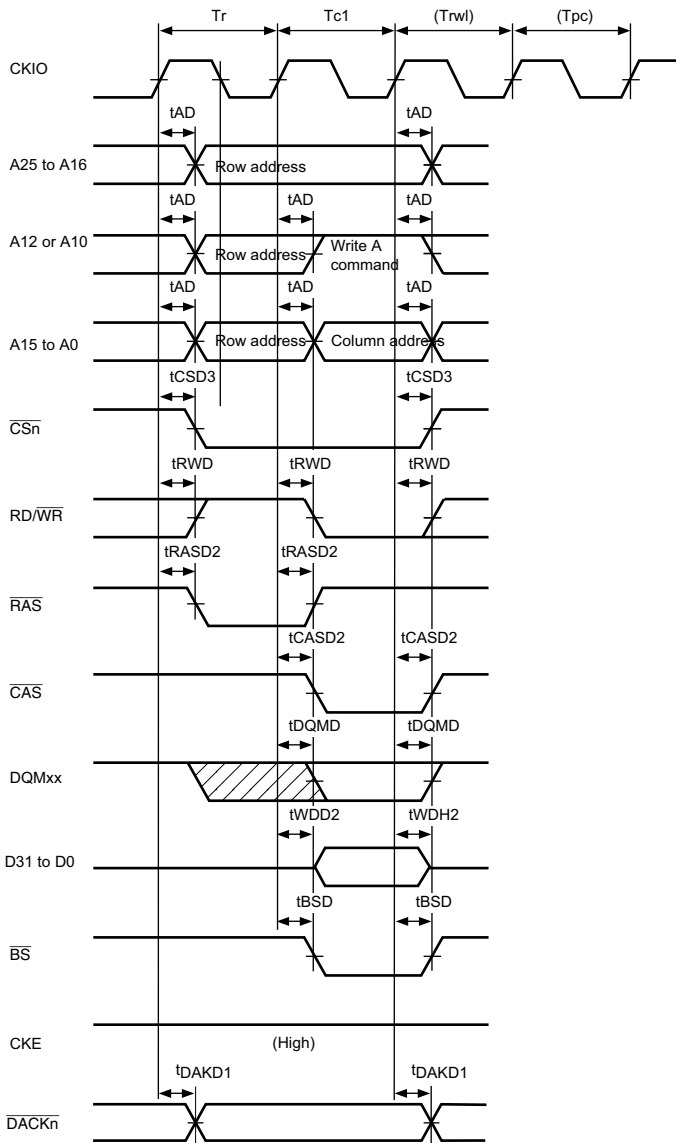 Tr Tc1 (Trwl) (Tpc)
CKIO
tAD tAD
A25 to A16 Row address
tAD tAD tAD
A12 or A10 Row address Write A command
tAD tAD tAD
A15 to A0 Row address Column address
tCSD3 tCSD3
CSn
tRWD tRWD tRWD
RD/WR
tRASD2 tRASD2
RAS
tCASD2 tCASD2
CAS
tDQMD tDQMD
DQMxx
tWDD2 tWDH2
D31 to D0
tBSD tBSD
BS
CKE (High)
tDAKD1 tDAKD1
DACKn